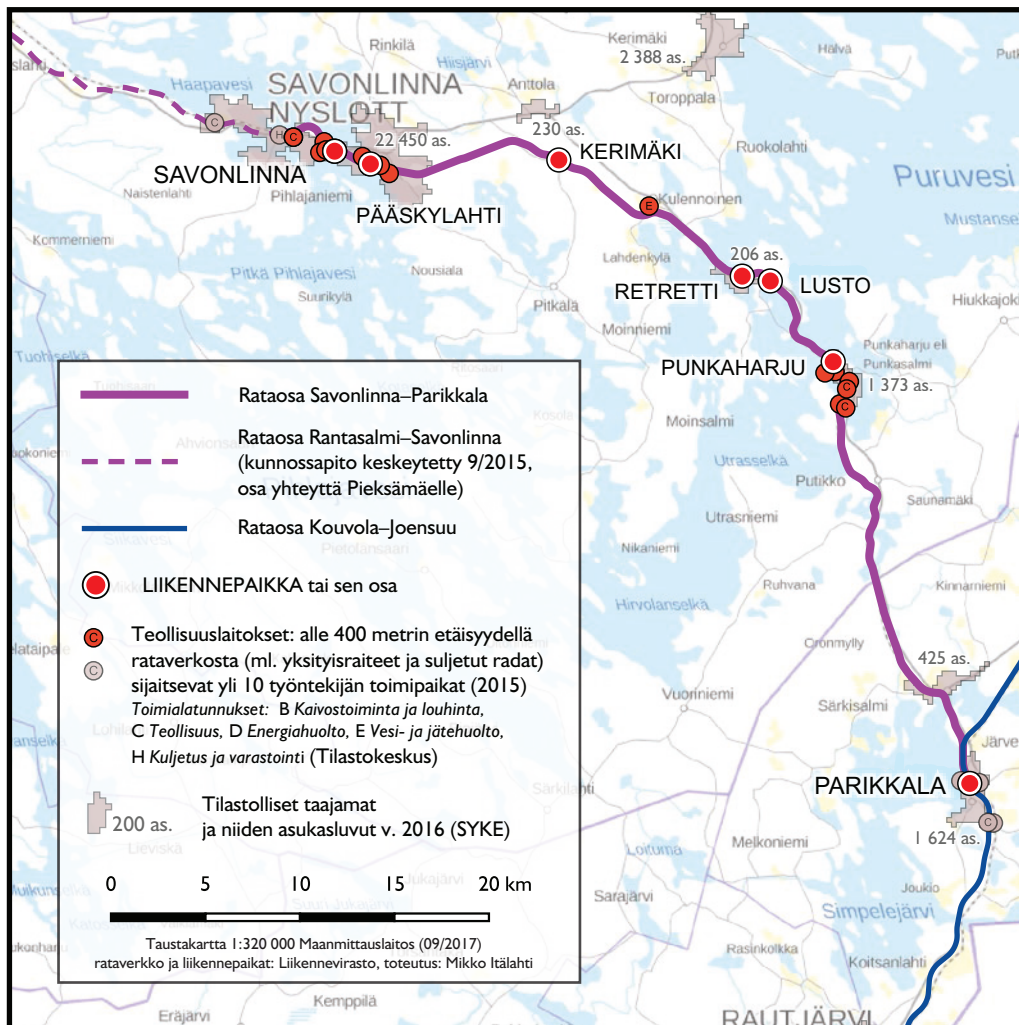 Rinkilä
Kerimäki
2 388 as.
Hälvä
Haapavesi
Hiisjärvi
Anttola
Toroppala
SAVONLINNA
NYSLOTT
C
H
C
22 450 as.
230 as.
KERIMÄKI
Ruokolahti
SAVONLINNA
Pihlajaniemi
Naistenlahti
PÄÄSKYLAHTI
E
Kulennoinen
Puruvesi
Kommerniemi
Pitkä Pihlajavesi
Nousiala
Suurikylä
Lahdenkylä
206 as.
RETRETTI
LUSTO
Pitkälä
Moinniemi
Hiukkajoki
Punkaharju eli
Punkasalmi
PUNKAHARJU
C
C
1 373 as.
Moinsalmi
Utrasselkä
Putikko
Utrasniemi
Saunamäki
Nikaniemi
Ruhvana
Kinnarniemi
Hirvolanselkä
Oronmylly
425 as.
Vuoriniemi
Särkisalmi
PARIKKALA
C
1 624 as.
Särkilahti
Loituma
Melkoniemi
Sarajärvi
Joukio
Simpelejärvi
Rasinkolkka
Koitsanlahti
RAUTJÄRVI
Kemppilä
Eräjärvi
Rataosa Savonlinna–Parikkala
Rataosa Rantasalmi–Savonlinna
(kunnossapito keskeytetty 9/2015,
osa yhteyttä Pieksämäelle)
Rataosa Kouvola–Joensuu
LIIKENNEPAIKKA tai sen osa
C
C
Teollisuuslaitokset: alle 400 metrin etäisyydellä
rataverkosta (ml. yksityisraiteet ja suljetut radat)
sijaitsevat yli 10 työntekijän toimipaikat (2015)
Toimialatunnukset: B Kaivostoiminta ja louhinta,
C Teollisuus, D Energiahuolto, E Vesi- ja jätehuolto,
H Kuljetus ja varastointi (Tilastokeskus)
200 as.
Tilastolliset taajamat
ja niiden asukasluvut v. 2016 (SYKE)
0 5 10 15 20 km
Taustakartta 1:320 000 Maanmittauslaitos (09/2017)
rataverkko ja liikennepaikat: Liikennevirasto, toteutus: Mikko Itälahti